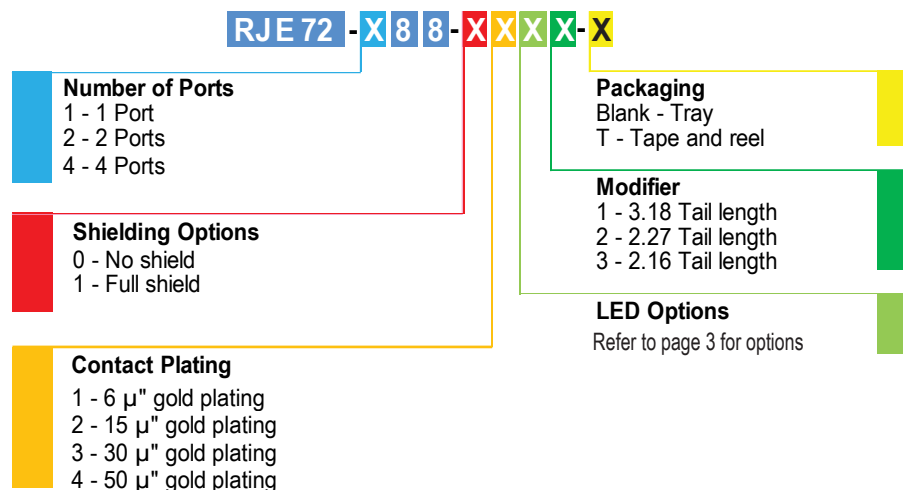 RJE72-X88-XXXX-X
Number of Ports
1 - 1 Port
2 - 2 Ports
4 - 4 Ports
Shielding Options
0 - No shield
1 - Full shield
Contact Plating
1 - 6 µ" gold plating
2 - 15 µ" gold plating
3 - 30 µ" gold plating
4 - 50 µ" gold plating
Packaging
Blank - Tray
T - Tape and reel
Modifier
1 - 3.18 Tail length
2 - 2.27 Tail length
3 - 2.16 Tail length
LED Options
Refer to page 3 for options